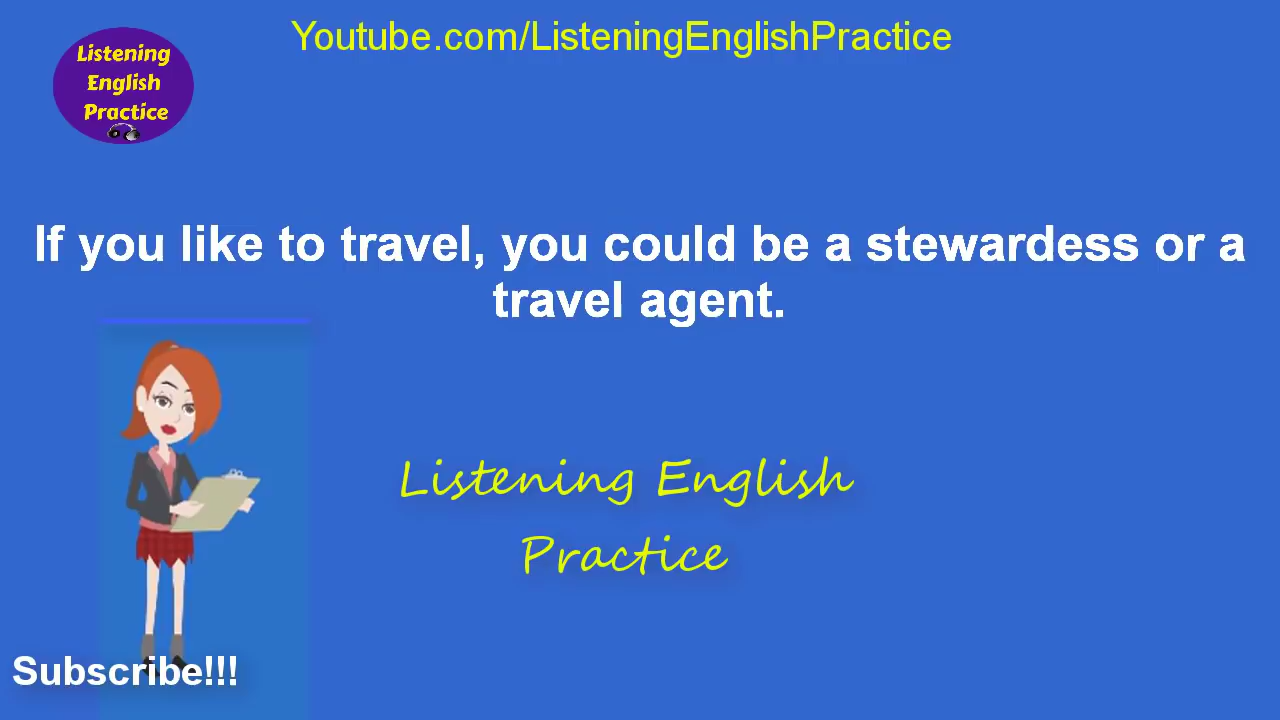 Youtube.com/ListeningEnglishPractice
Listening
English
Practice
If you like to travel, you could be a stewardess or a
travel agent.
Listening English
Practice
Subscribe!!!